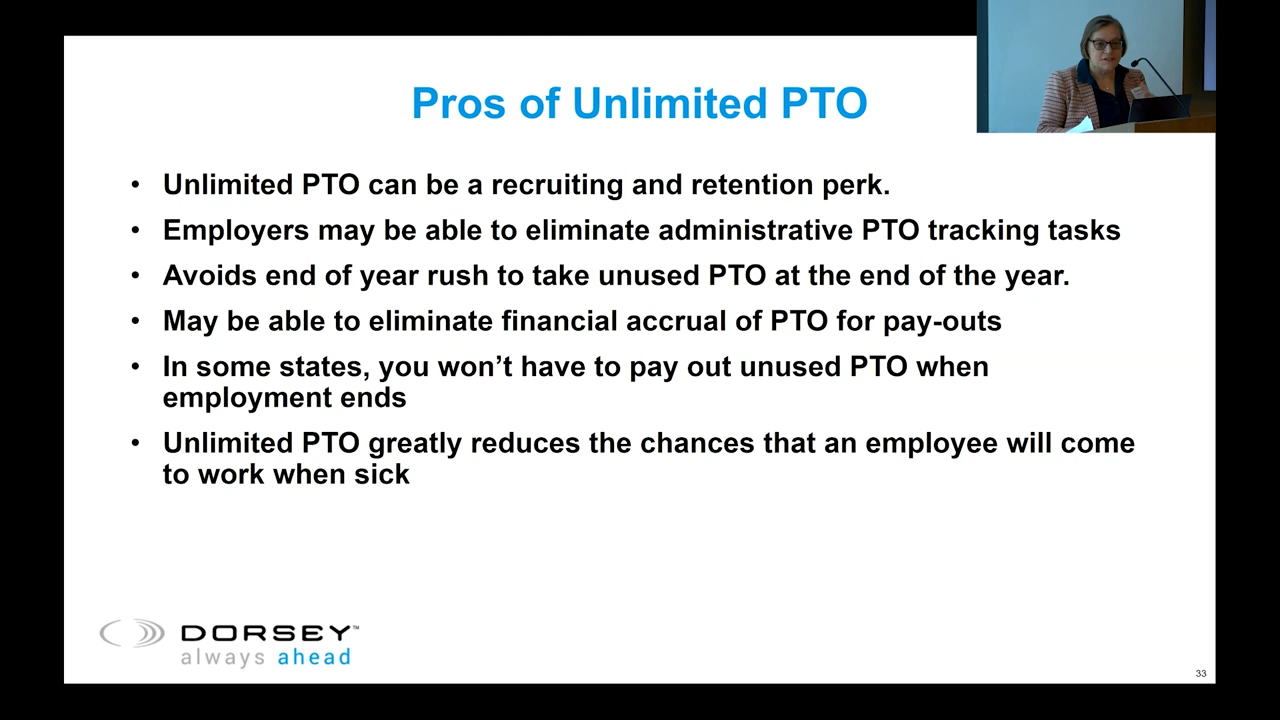 Pros of Unlimited PTO
• Unlimited PTO can be a recruiting and retention perk.
• Employers may be able to eliminate administrative PTO tracking tasks
• Avoids end of year rush to take unused PTO at the end of the year.
• May be able to eliminate financial accrual of PTO for pay-outs
• In some states, you won’t have to pay out unused PTO when
employment ends
• Unlimited PTO greatly reduces the chances that an employee will come
to work when sick
DORSEY™
always ahead
33